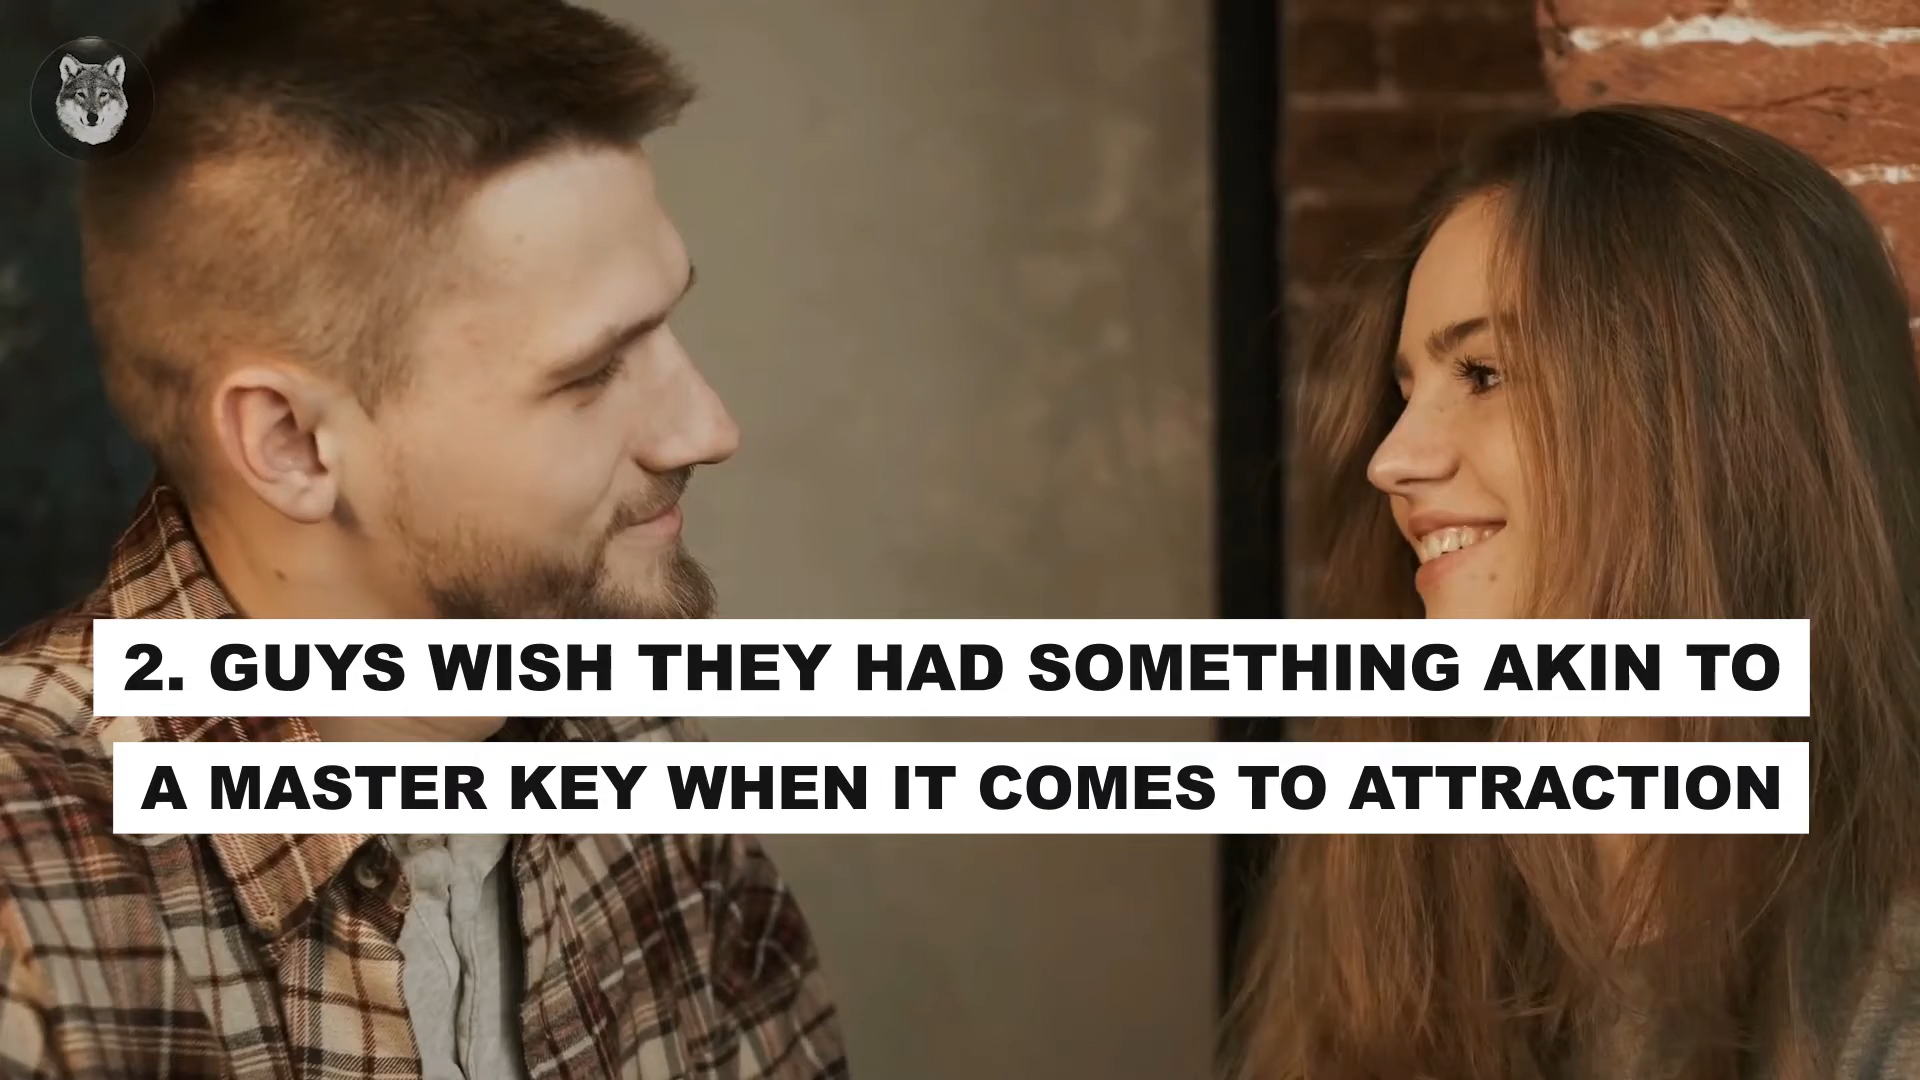 2. GUYS WISH THEY HAD SOMETHING AKIN TO
A MASTER KEY WHEN IT COMES TO ATTRACTION